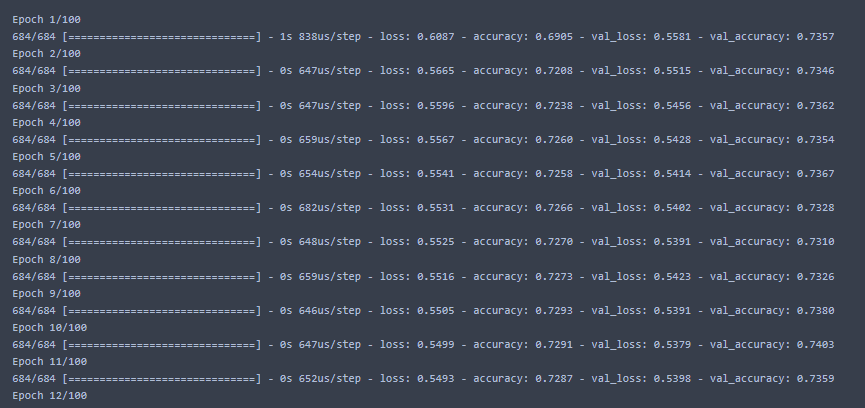 Epoch 1/100
684/684 [==============================] - 1s 838us/step - loss: 0.6087 - accuracy: 0.6905 - val_loss: 0.5581 - val_accuracy: 0.7357
Epoch 2/100
684/684 [==============================] - 0s 647us/step - loss: 0.5665 - accuracy: 0.7208 - val_loss: 0.5515 - val_accuracy: 0.7346
Epoch 3/100
684/684 [==============================] - 0s 647us/step - loss: 0.5596 - accuracy: 0.7238 - val_loss: 0.5456 - val_accuracy: 0.7362
Epoch 4/100
684/684 [==============================] - 0s 659us/step - loss: 0.5567 - accuracy: 0.7260 - val_loss: 0.5428 - val_accuracy: 0.7354
Epoch 5/100
684/684 [==============================] - 0s 654us/step - loss: 0.5541 - accuracy: 0.7258 - val_loss: 0.5414 - val_accuracy: 0.7367
Epoch 6/100
684/684 [==============================] - 0s 682us/step - loss: 0.5531 - accuracy: 0.7266 - val_loss: 0.5402 - val_accuracy: 0.7328
Epoch 7/100
684/684 [==============================] - 0s 648us/step - loss: 0.5525 - accuracy: 0.7270 - val_loss: 0.5391 - val_accuracy: 0.7310
Epoch 8/100
684/684 [==============================] - 0s 659us/step - loss: 0.5516 - accuracy: 0.7273 - val_loss: 0.5423 - val_accuracy: 0.7326
Epoch 9/100
684/684 [==============================] - 0s 646us/step - loss: 0.5505 - accuracy: 0.7293 - val_loss: 0.5391 - val_accuracy: 0.7380
Epoch 10/100
684/684 [==============================] - 0s 647us/step - loss: 0.5499 - accuracy: 0.7291 - val_loss: 0.5379 - val_accuracy: 0.7403
Epoch 11/100
684/684 [==============================] - 0s 652us/step - loss: 0.5493 - accuracy: 0.7287 - val_loss: 0.5398 - val_accuracy: 0.7359
Epoch 12/100